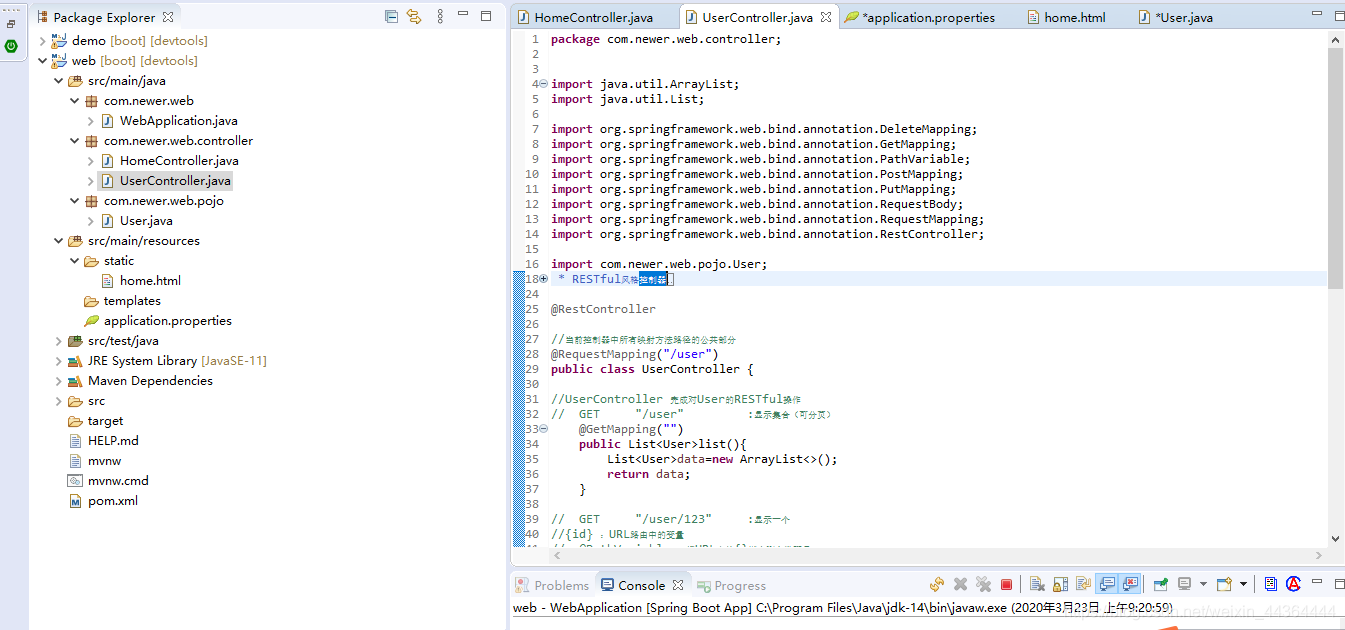 Package Explorer
demo [boot] [devtools]
web [boot] [devtools]
src/main/java
com.newer.web
WebApplication.java
com.newer.web.controller
HomeController.java
UserController.java
com.newer.web.pojo
User.java
src/main/resources
static
home.html
templates
application.properties
src/test/java
JRE System Library [JavaSE-11]
Maven Dependencies
src
target
HELP.md
mvnw
mvnw.cmd
pom.xml
HomeController.java UserController.java *application.properties home.html *User.java
1 package com.newer.web.controller;
2
3
4 import java.util.ArrayList;
5 import java.util.List;
6
7 import org.springframework.web.bind.annotation.DeleteMapping;
8 import org.springframework.web.bind.annotation.GetMapping;
9 import org.springframework.web.bind.annotation.PathVariable;
10 import org.springframework.web.bind.annotation.PostMapping;
11 import org.springframework.web.bind.annotation.PutMapping;
12 import org.springframework.web.bind.annotation.RequestBody;
13 import org.springframework.web.bind.annotation.RequestMapping;
14 import org.springframework.web.bind.annotation.RestController;
15
16 import com.newer.web.pojo.User;
18 * RESTful风格控制器
24
25 @RestController
26
27 //当前控制器中所有映射方法路径的公共部分
28 @RequestMapping("/user")
29 public class UserController {
30
31 //UserController 完成对User的RESTful操作
32 // GET "/user" :显示集合（可分页）
33 @GetMapping("")
34 public List<User>list(){
35 List<User>data=new ArrayList<>();
36 return data;
37 }
38
39 // GET "/user/123" :显示一个
40 //{id} ：URL路由中的变量
Problems Console Progress
web - WebApplication [Spring Boot App] C:\Program Files\Java\jdk-14\bin\javaw.exe (2020年3月23日 上午9:20:59)